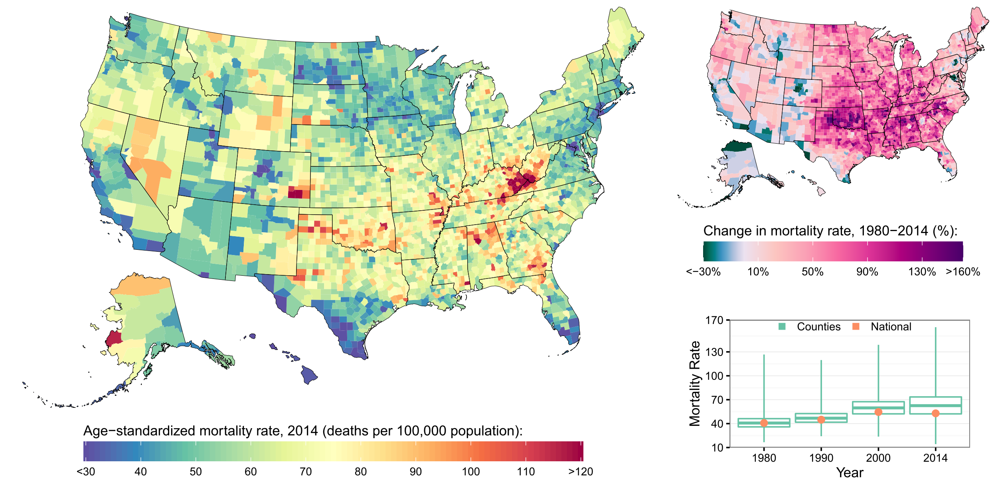 Change in mortality rate, 1980−2014 (%):
<−30% 10% 50% 90% 130% >160%
170
130
100
70
40
10
Mortality Rate
Counties National
1980 1990 2000 2014
Year
Age−standardized mortality rate, 2014 (deaths per 100,000 population):
<30 40 50 60 70 80 90 100 110 >120